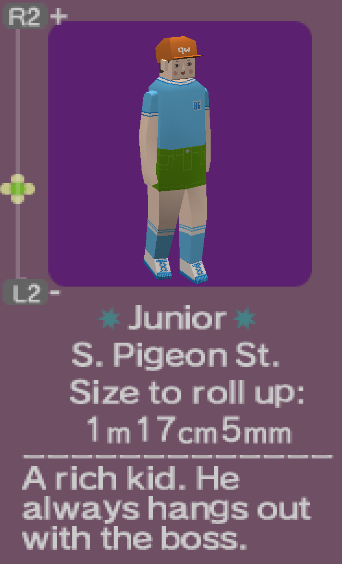 R2 +
qw
L2 -
Junior
S. Pigeon St.
Size to roll up:
1m17cm5mm
A rich kid. He
always hangs out
with the boss.